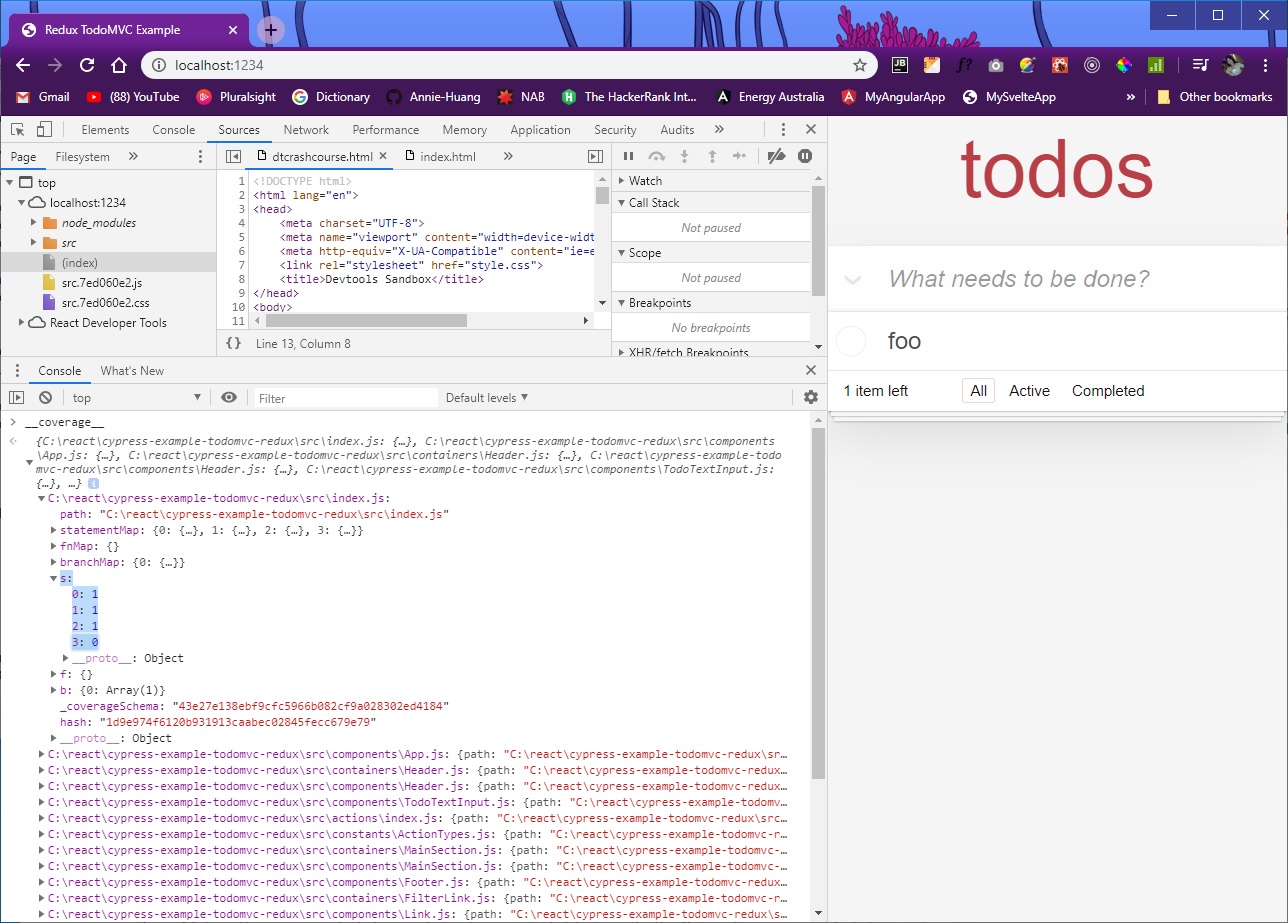 Redux TodoMVC Example
localhost:1234
Gmail
(88) YouTube
Pluralsight
Dictionary
Annie-Huang
NAB
The HackerRank Int...
Energy Australia
MyAngularApp
MySvelteApp
»
Other bookmarks
Elements
Console
Sources
Network
Performance
Memory
Application
Security
Audits
»
Page
Filesystem
»
top
localhost:1234
node_modules
src
(index)
src.7ed060e2.js
src.7ed060e2.css
React Developer Tools
dtcrashcourse.html
index.html
»
1 <!DOCTYPE html>
2 <html lang="en">
3 <head>
4 <meta charset="UTF-8">
5 <meta name="viewport" content="width=device-widt
6 <meta http-equiv="X-UA-Compatible" content="ie=e
7 <link rel="stylesheet" href="style.css">
8 <title>Devtools Sandbox</title>
9 </head>
10 <body>
11
{} Line 13, Column 8
Watch
Call Stack
Not paused
Scope
Not paused
Breakpoints
No breakpoints
XHR/fetch Breakpoints
Console
What's New
top
Filter
Default levels
__coverage__
{C:\react\cypress-example-todomvc-redux\src\index.js: {…}, C:\react\cypress-example-todomvc-redux\src\components
\App.js: {…}, C:\react\cypress-example-todomvc-redux\src\containers\Header.js: {…}, C:\react\cypress-example-todo
mvc-redux\src\components\Header.js: {…}, C:\react\cypress-example-todomvc-redux\src\components\TodoTextInput.js:
{…}, …}
C:\react\cypress-example-todomvc-redux\src\index.js:
path: "C:\react\cypress-example-todomvc-redux\src\index.js"
statementMap: {0: {…}, 1: {…}, 2: {…}, 3: {…}}
fnMap: {}
branchMap: {0: {…}}
s:
0: 1
1: 1
2: 1
3: 0
__proto__: Object
f: {}
b: {0: Array(1)}
_coverageSchema: "43e27e138ebf9cfc5966b082cf9a028302ed4184"
hash: "1d9e974f6120b931913caabec02845fecc679e79"
__proto__: Object
C:\react\cypress-example-todomvc-redux\src\components\App.js: {path: "C:\react\cypress-example-todomvc-redux\sr…
C:\react\cypress-example-todomvc-redux\src\containers\Header.js: {path: "C:\react\cypress-example-todomvc-redux…
C:\react\cypress-example-todomvc-redux\src\components\Header.js: {path: "C:\react\cypress-example-todomvc-redux…
C:\react\cypress-example-todomvc-redux\src\components\TodoTextInput.js: {path: "C:\react\cypress-example-todomv…
C:\react\cypress-example-todomvc-redux\src\actions\index.js: {path: "C:\react\cypress-example-todomvc-redux\src…
C:\react\cypress-example-todomvc-redux\src\constants\ActionTypes.js: {path: "C:\react\cypress-example-todomvc-r…
C:\react\cypress-example-todomvc-redux\src\containers\MainSection.js: {path: "C:\react\cypress-example-todomvc-…
C:\react\cypress-example-todomvc-redux\src\components\MainSection.js: {path: "C:\react\cypress-example-todomvc-…
C:\react\cypress-example-todomvc-redux\src\components\Footer.js: {path: "C:\react\cypress-example-todomvc-redux…
C:\react\cypress-example-todomvc-redux\src\containers\FilterLink.js: {path: "C:\react\cypress-example-todomvc-r…
C:\react\cypress-example-todomvc-redux\src\components\Link.js: {path: "C:\react\cypress-example-todomvc-redux\s…
todos
What needs to be done?
foo
1 item left
All
Active
Completed